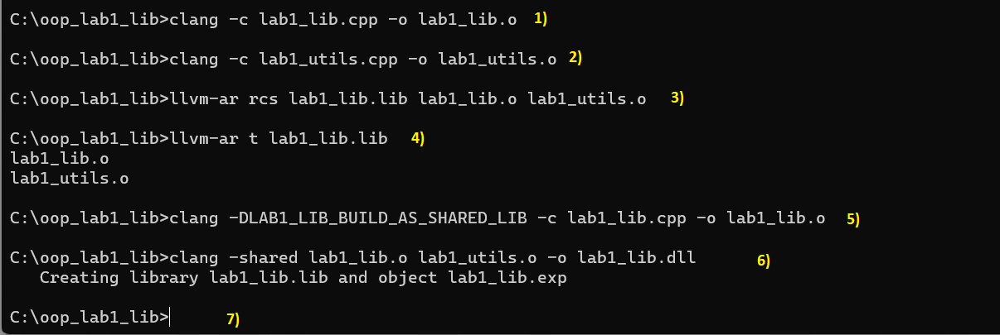 C:\oop_lab1_lib>clang -c lab1_lib.cpp -o lab1_lib.o 1)
C:\oop_lab1_lib>clang -c lab1_utils.cpp -o lab1_utils.o 2)
C:\oop_lab1_lib>llvm-ar rcs lab1_lib.lib lab1_lib.o lab1_utils.o 3)
C:\oop_lab1_lib>llvm-ar t lab1_lib.lib 4)
lab1_lib.o
lab1_utils.o
C:\oop_lab1_lib>clang -DLAB1_LIB_BUILD_AS_SHARED_LIB -c lab1_lib.cpp -o lab1_lib.o 5)
C:\oop_lab1_lib>clang -shared lab1_lib.o lab1_utils.o -o lab1_lib.dll 6)
   Creating library lab1_lib.lib and object lab1_lib.exp
C:\oop_lab1_lib> 7)